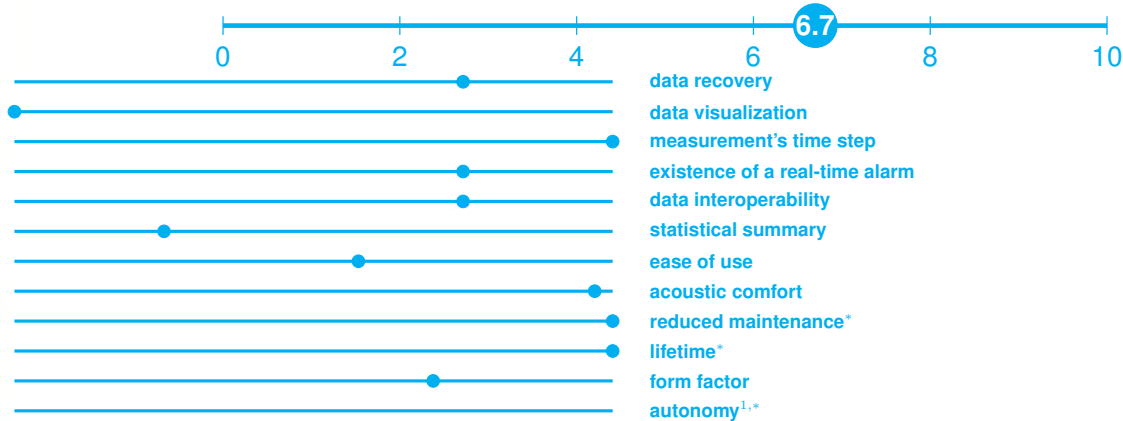 6.7
0 2 4 6 8 10
data recovery
data visualization
measurement's time step
existence of a real-time alarm
data interoperability
statistical summary
ease of use
acoustic comfort
reduced maintenance*
lifetime*
form factor
autonomy1,*